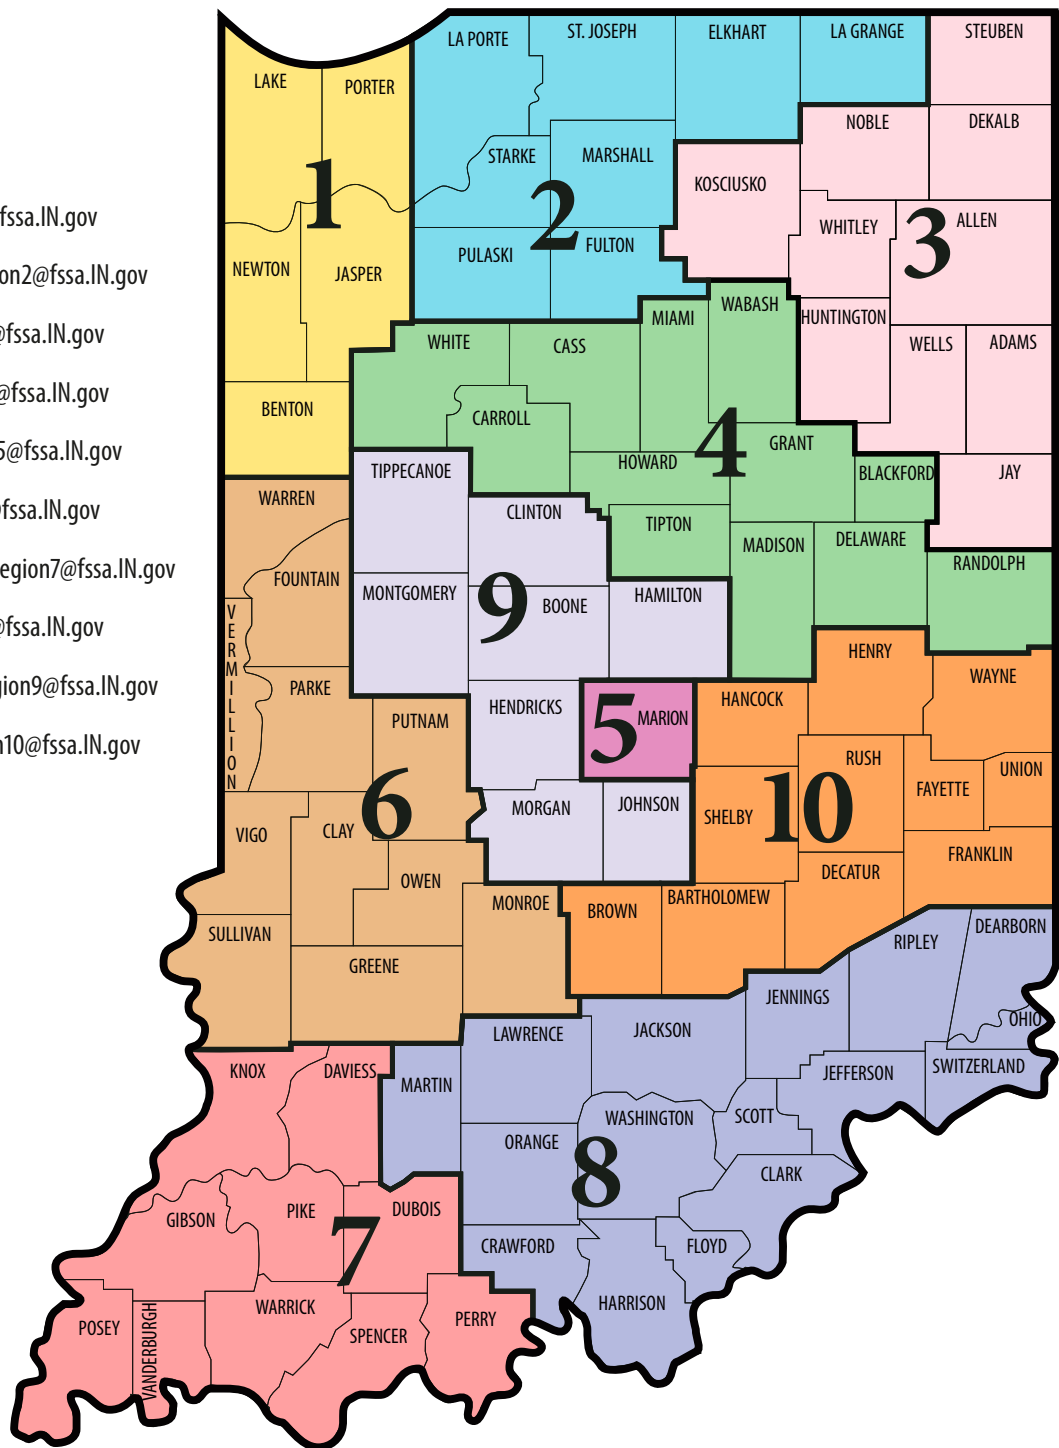 LA PORTE
ST. JOSEPH
ELKHART
LA GRANGE
STEUBEN
LAKE
PORTER
NOBLE
DEKALB
STARKE
MARSHALL
KOSCIUSKO
1
2
3
fssa.IN.gov
WHITLEY
ALLEN
PULASKI
FULTON
NEWTON
JASPER
on2@fssa.IN.gov
WABASH
MIAMI
HUNTINGTON
@fssa.IN.gov
WHITE
CASS
WELLS
ADAMS
@fssa.IN.gov
BENTON
CARROLL
4
GRANT
5@fssa.IN.gov
TIPPECANOE
HOWARD
BLACKFORD
JAY
WARREN
@fssa.IN.gov
CLINTON
TIPTON
MADISON
DELAWARE
RANDOLPH
egion7@fssa.IN.gov
FOUNTAIN
MONTGOMERY
9
BOONE
HAMILTON
@fssa.IN.gov
VERMILLION
HENRY
WAYNE
gion9@fssa.IN.gov
PARKE
PUTNAM
HENDRICKS
5
MARION
HANCOCK
n10@fssa.IN.gov
RUSH
UNION
FAYETTE
6
MORGAN
JOHNSON
SHELBY
10
VIGO
CLAY
FRANKLIN
OWEN
DECATUR
MONROE
BROWN
BARTHOLOMEW
SULLIVAN
RIPLEY
DEARBORN
GREENE
JENNINGS
OHIO
LAWRENCE
JACKSON
KNOX
DAVIESS
MARTIN
JEFFERSON
SWITZERLAND
WASHINGTON
SCOTT
ORANGE
8
CLARK
GIBSON
PIKE
7
DUBOIS
CRAWFORD
FLOYD
HARRISON
POSEY
VANDERBURGH
WARRICK
SPENCER
PERRY